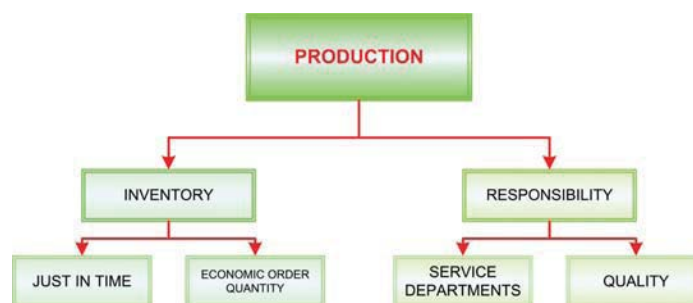 PRODUCTION
INVENTORY
RESPONSIBILITY
JUST IN TIME
ECONOMIC ORDER
QUANTITY
SERVICE
DEPARTMENTS
QUALITY